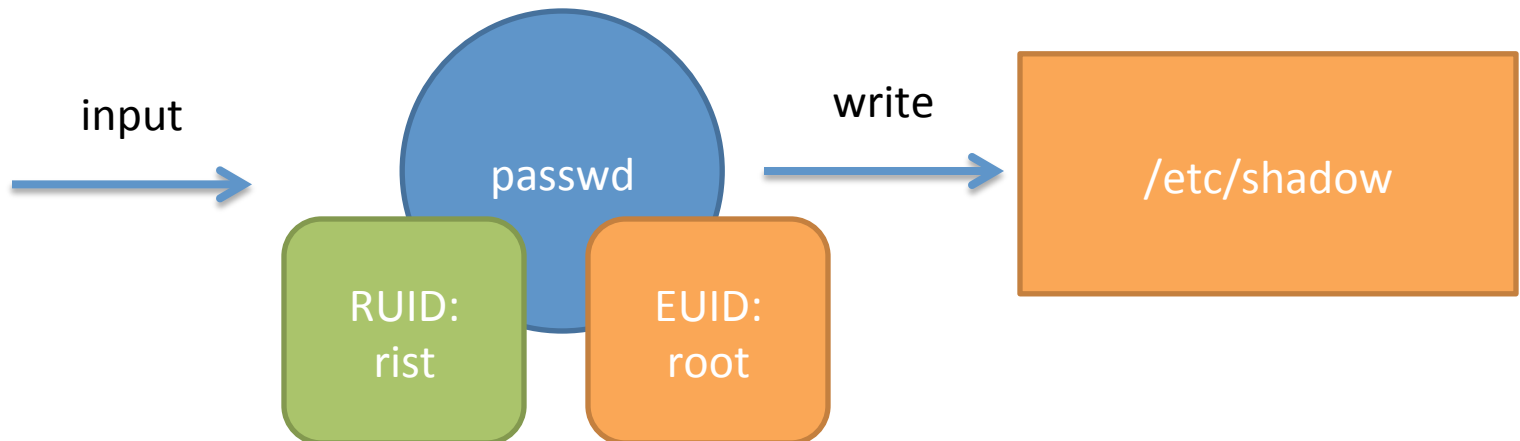 input
passwd
RUID:
rist
EUID:
root
write
/etc/shadow